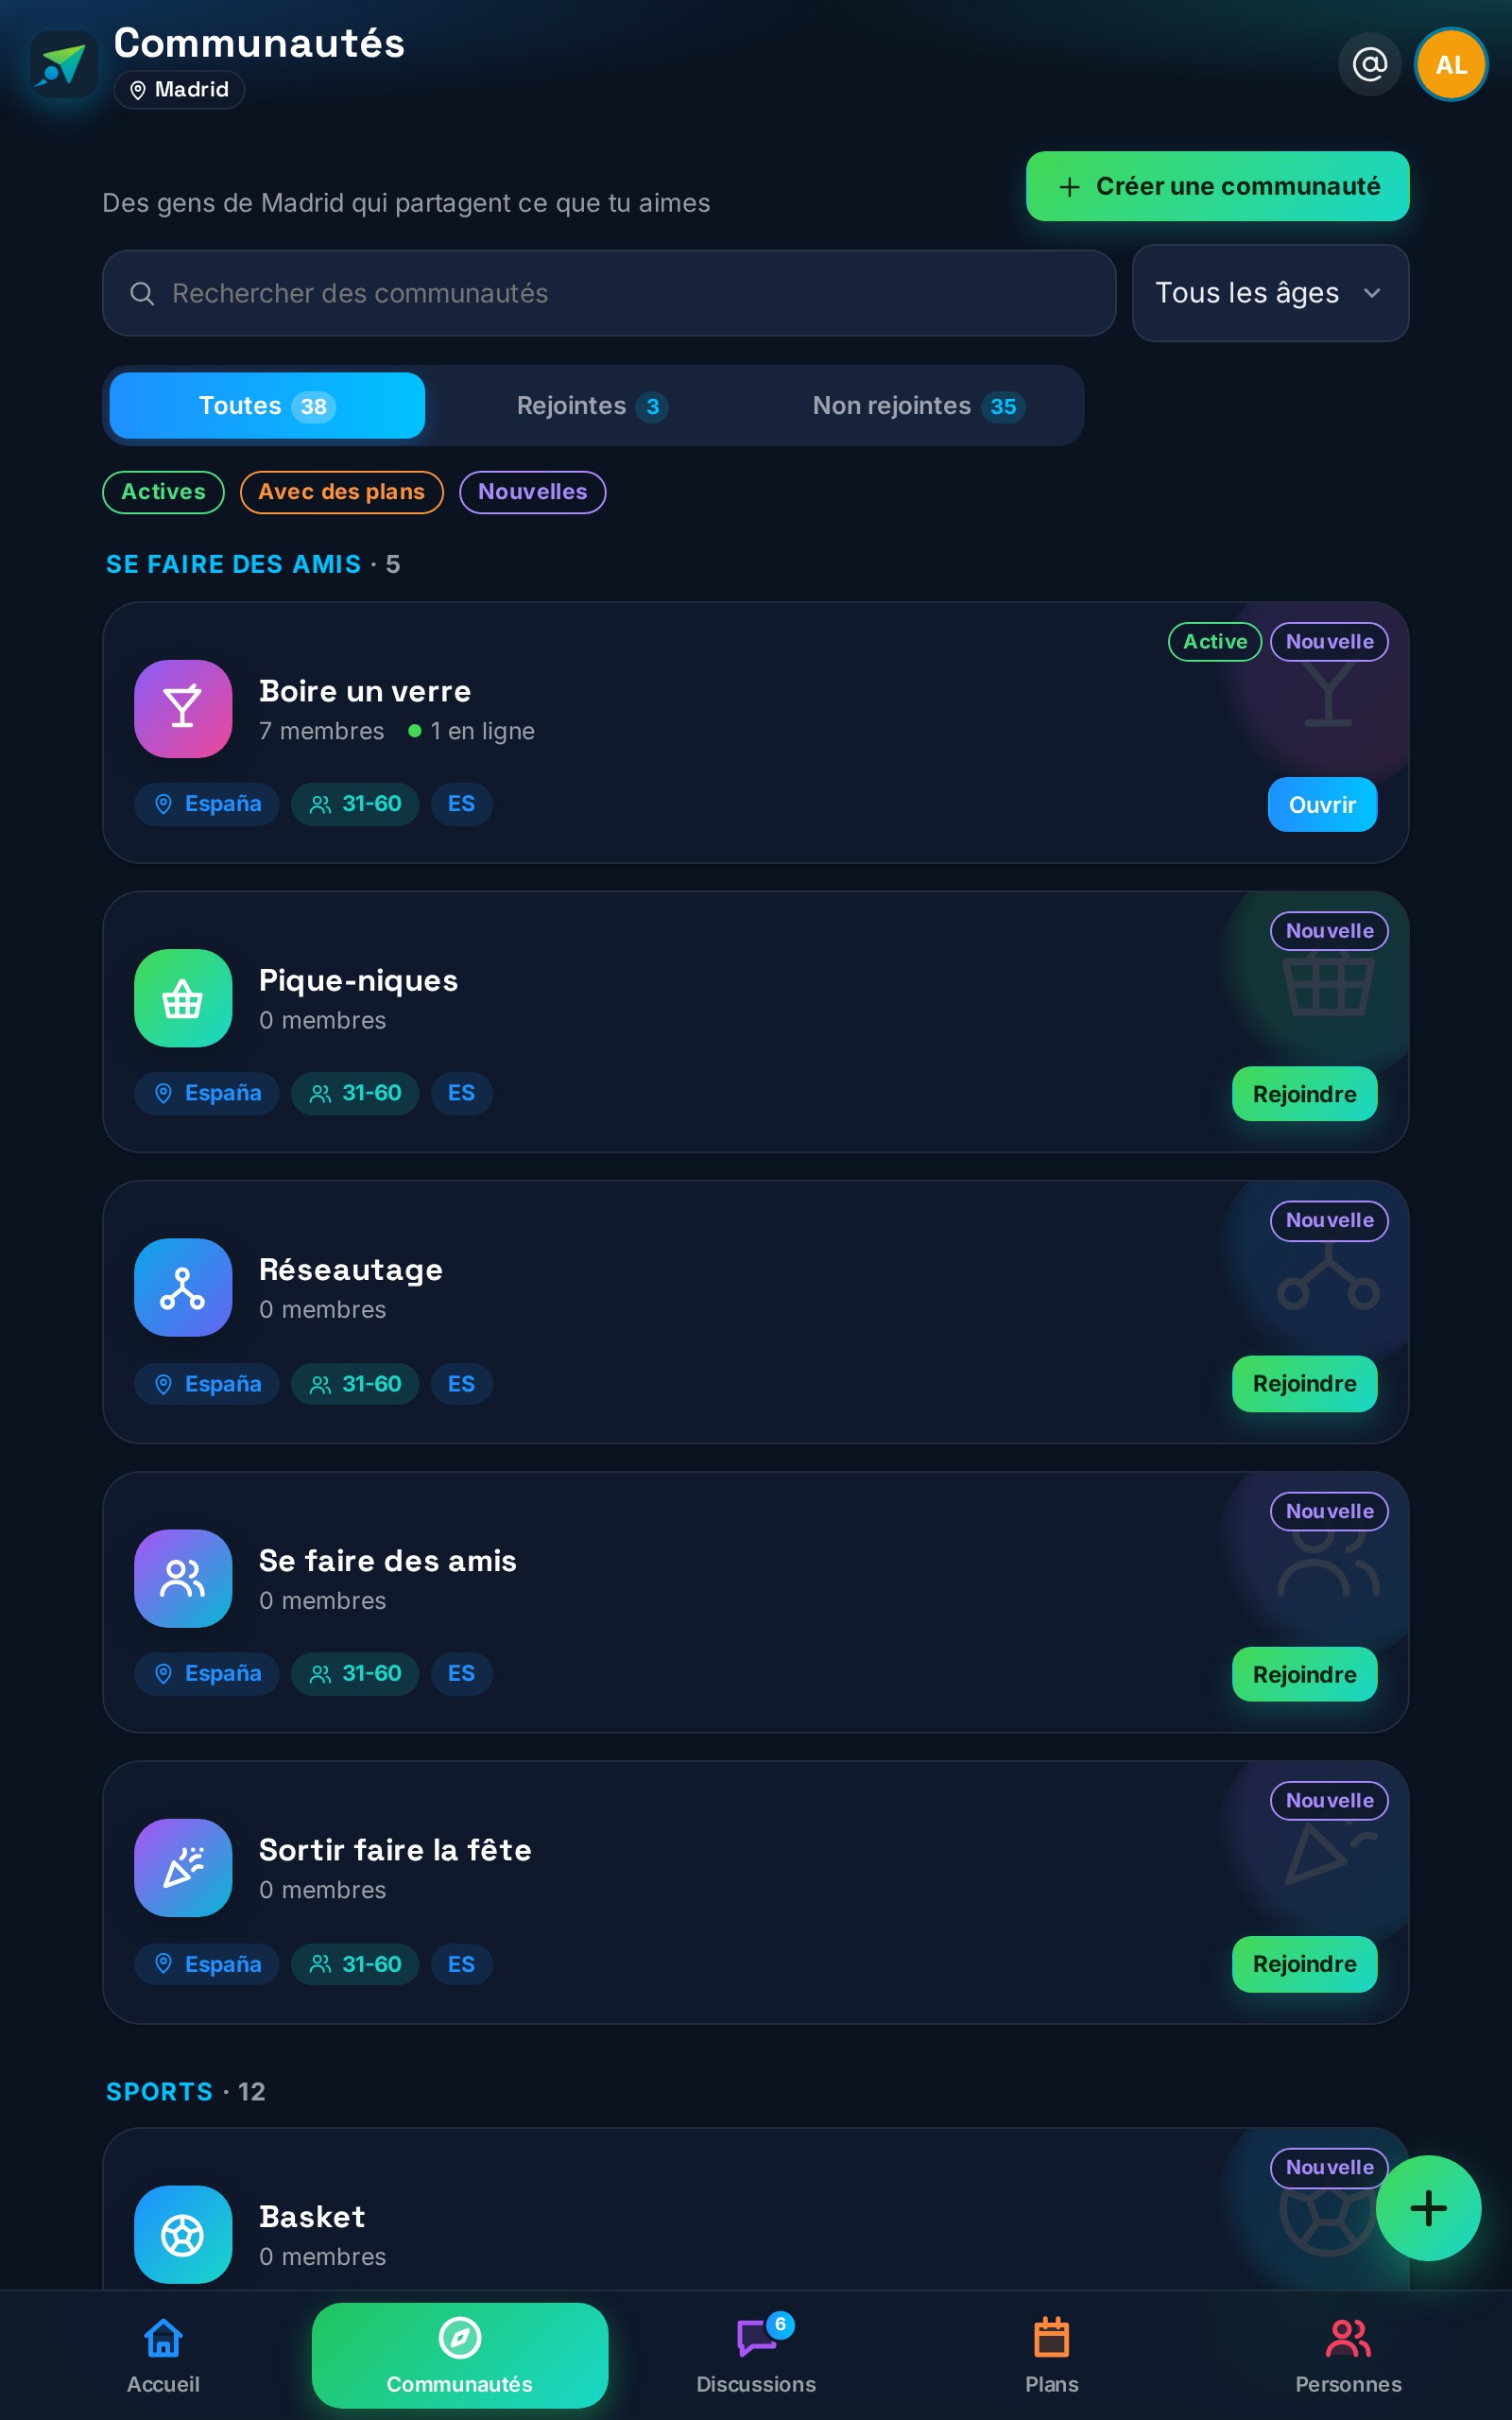 Communautés
Madrid
@
AL
Des gens de Madrid qui partagent ce que tu aimes
+ Créer une communauté
Rechercher des communautés
Tous les âges
Toutes 38
Rejointes 3
Non rejointes 35
Actives
Avec des plans
Nouvelles
SE FAIRE DES AMIS · 5
Active
Nouvelle
Boire un verre
7 membres
1 en ligne
España
31-60
ES
Ouvrir
Nouvelle
Pique-niques
0 membres
España
31-60
ES
Rejoindre
Nouvelle
Réseautage
0 membres
España
31-60
ES
Rejoindre
Nouvelle
Se faire des amis
0 membres
España
31-60
ES
Rejoindre
Nouvelle
Sortir faire la fête
0 membres
España
31-60
ES
Rejoindre
SPORTS · 12
Nouvelle
Basket
0 membres
+
Accueil
Communautés
6
Discussions
Plans
Personnes